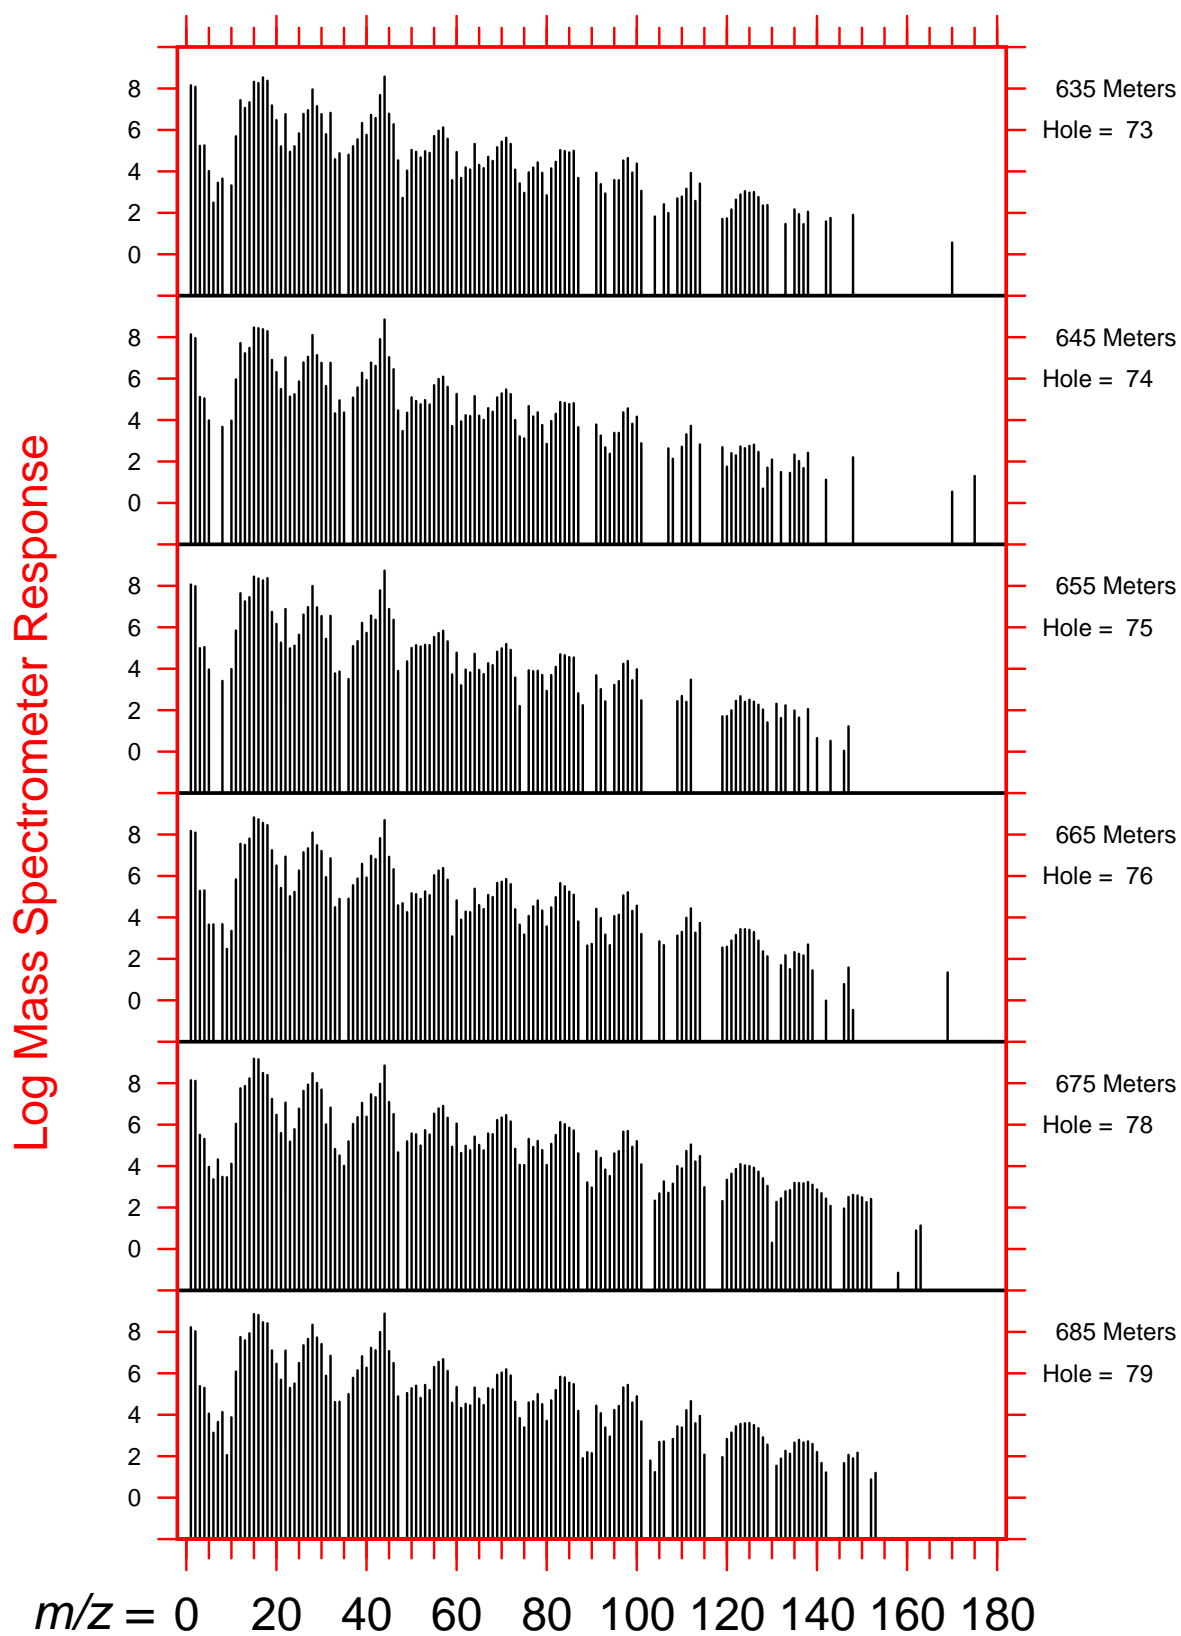 8
6
4
2
0
635 Meters
Hole = 73
8
6
4
2
0
645 Meters
Hole = 74
8
6
4
2
0
655 Meters
Hole = 75
8
6
4
2
0
665 Meters
Hole = 76
8
6
4
2
0
675 Meters
Hole = 78
8
6
4
2
0
685 Meters
Hole = 79
Log Mass Spectrometer Response
m/z = 0 20 40 60 80 100 120 140 160 180